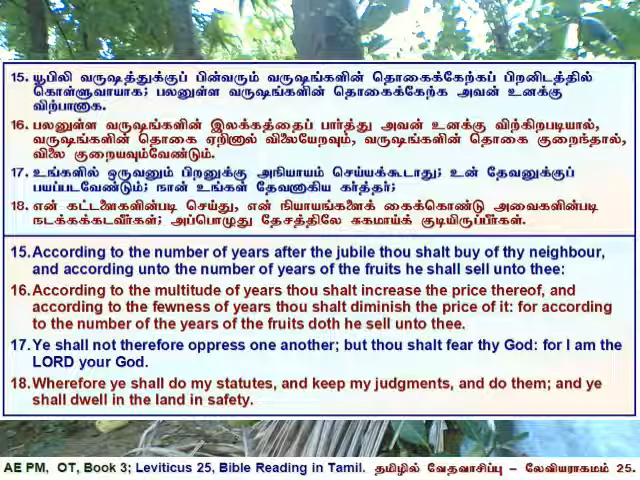 15. யூபிலி வருஷத்துக்குப் பின்வரும் வருஷங்களின் தொகைக்கேற்கப் பிறனிடத்தில்
கொள்ளுவாயாக; பலனுள்ள வருஷங்களின் தொகைக்கேற்க அவன் உனக்கு
விற்பானாக.
16. பலனுள்ள வருஷங்களின் இலக்கத்தைப் பார்த்து அவன் உனக்கு விற்கிறபடியால்,
வருஷங்களின் தொகை ஏறினால் விலையேறவும், வருஷங்களின் தொகை குறைந்தால்,
விலை குறையவும்வேண்டும்.
17. உங்களில் ஒருவனும் பிறனுக்கு அநியாயம் செய்யக்கூடாது; உன் தேவனுக்குப்
பயப்படவேண்டும்; நான் உங்கள் தேவனாகிய கர்த்தர்;
18. என் கட்டளைகளின்படி செய்து, என் நியாயங்களைக் கைக்கொண்டு அவைகளின்படி
நடக்கக்கடவீர்கள்; அப்பொழுது தேசத்திலே சுகமாய்க் குடியிருப்பீர்கள்.
15. According to the number of years after the jubile thou shalt buy of thy neighbour,
and according unto the number of years of the fruits he shall sell unto thee:
16. According to the multitude of years thou shalt increase the price thereof, and
according to the fewness of years thou shalt diminish the price of it: for according
to the number of the years of the fruits doth he sell unto thee.
17. Ye shall not therefore oppress one another; but thou shalt fear thy God: for I am the
LORD your God.
18. Wherefore ye shall do my statutes, and keep my judgments, and do them; and ye
shall dwell in the land in safety.
AE PM, OT, Book 3; Leviticus 25, Bible Reading in Tamil. தமிழில் வேதவாசிப்பு – லேவியராகமம் 25.